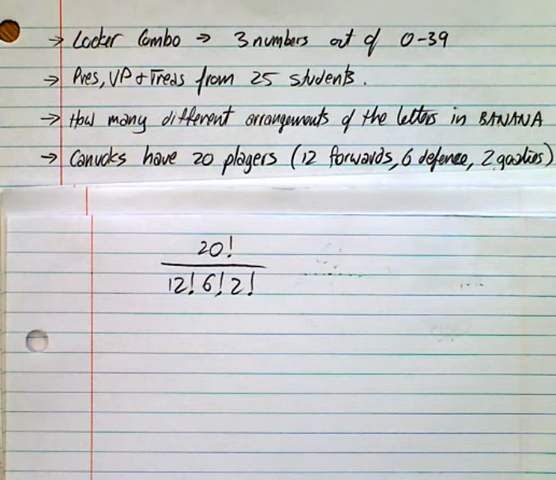 → Locker Combo → 3 numbers out of 0-39
→ Pres, VP & Treas from 25 students.
→ How many different arrangements of the letters in BANANA
→ Canucks have 20 players (12 forwards, 6 defence, 2 goalies)
20!
12! 6! 2!